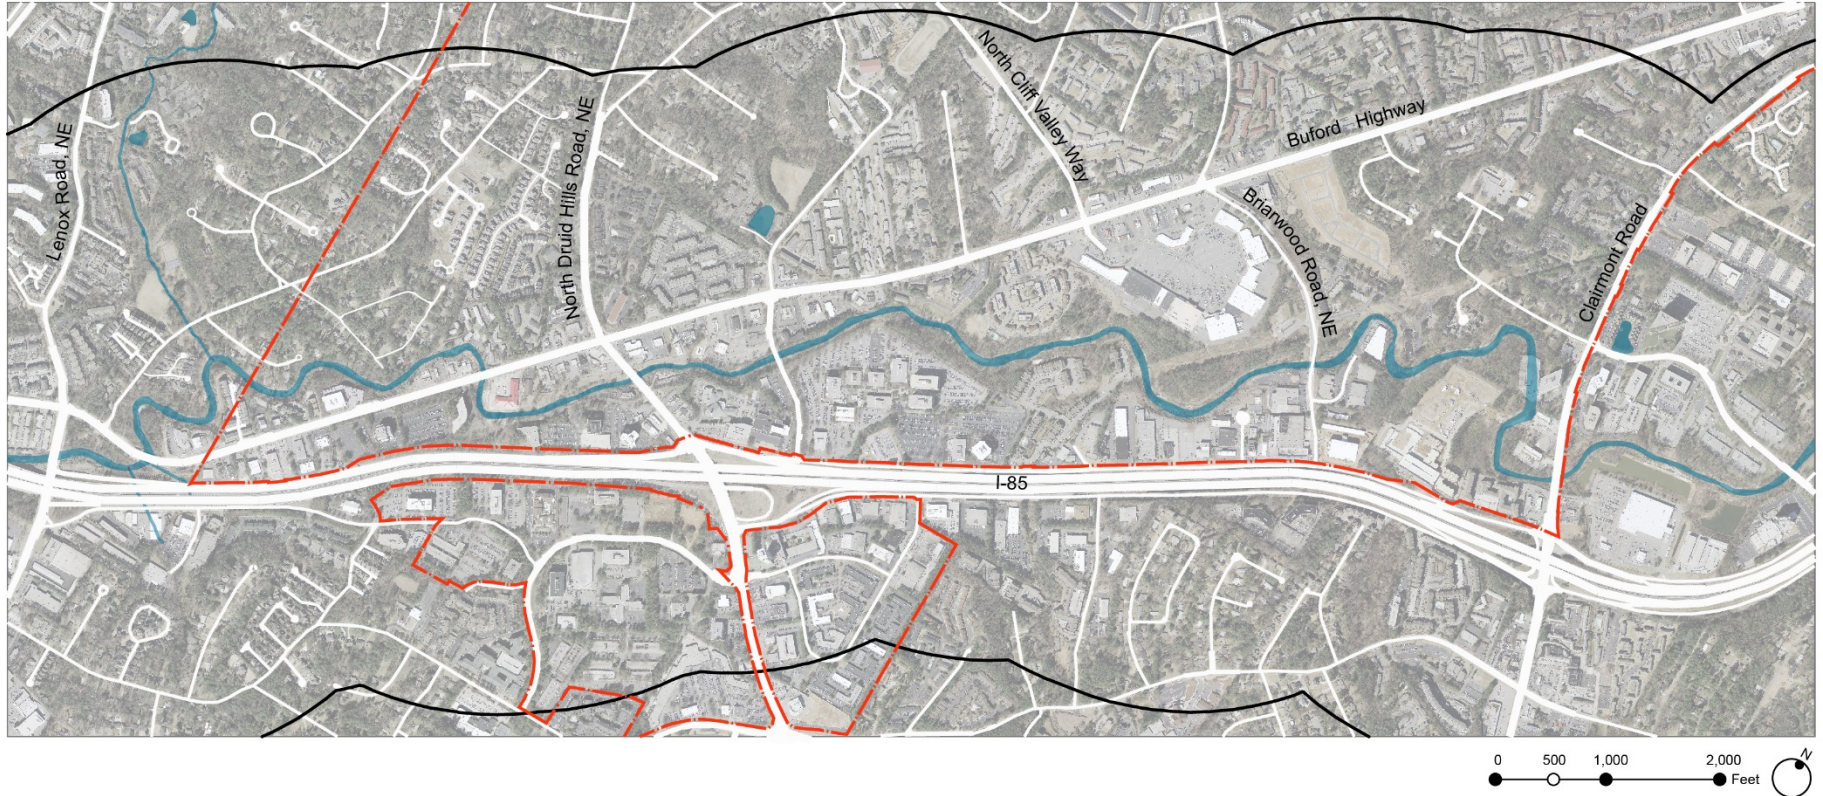 Lenox Road, NE
North Druid Hills Road, NE
North Cliff Valley Way
Buford Highway
Briarwood Road, NE
Clairmont Road
I-85
0 500 1,000 2,000
Feet
N